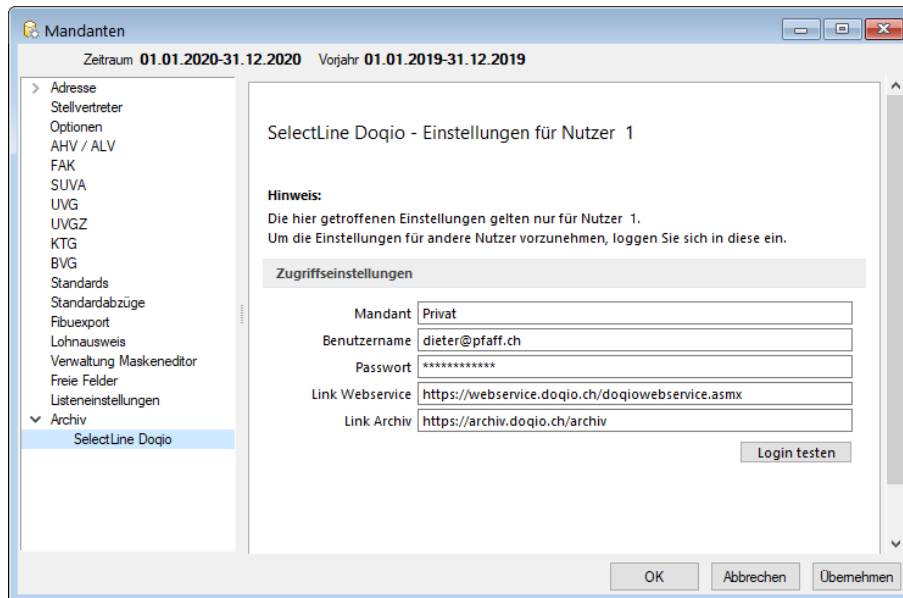 Mandanten
Zeitraum 01.01.2020-31.12.2020 Vorjahr 01.01.2019-31.12.2019
Adresse
Stellvertreter
Optionen
AHV / ALV
FAK
SUVA
UVG
UVGZ
KTG
BVG
Standards
Standardabzüge
Fibuexport
Lohnausweis
Verwaltung Maskeneditor
Freie Felder
Listeneinstellungen
Archiv
SelectLine Doqio
SelectLine Doqio - Einstellungen für Nutzer 1
Hinweis:
Die hier getroffenen Einstellungen gelten nur für Nutzer 1.
Um die Einstellungen für andere Nutzer vorzunehmen, loggen Sie sich in diese ein.
Zugriffseinstellungen
Mandant Privat
Benutzername dieter@pfaff.ch
Passwort ************
Link Webservice https://webservice.doqio.ch/doqiowebservice.asmx
Link Archiv https://archiv.doqio.ch/archiv
Login testen
OK Abbrechen Übernehmen